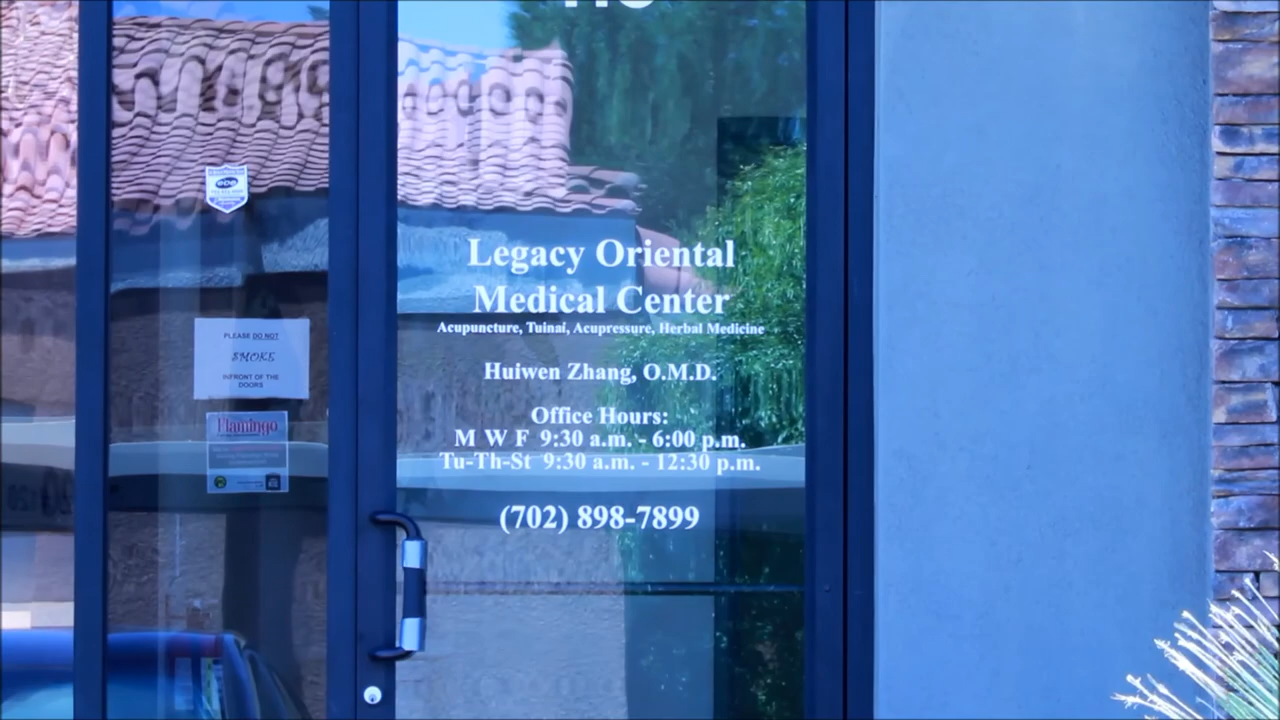 Legacy Oriental
Medical Center
Acupuncture, Tuinai, Acupressure, Herbal Medicine
Huiwen Zhang, O.M.D.
Office Hours:
M W F 9:30 a.m. - 6:00 p.m.
Tu-Th-St 9:30 a.m. - 12:30 p.m.
(702) 898-7899
PLEASE DO NOT
SMOKE
INFRONT OF THE
DOORS
Flamingo